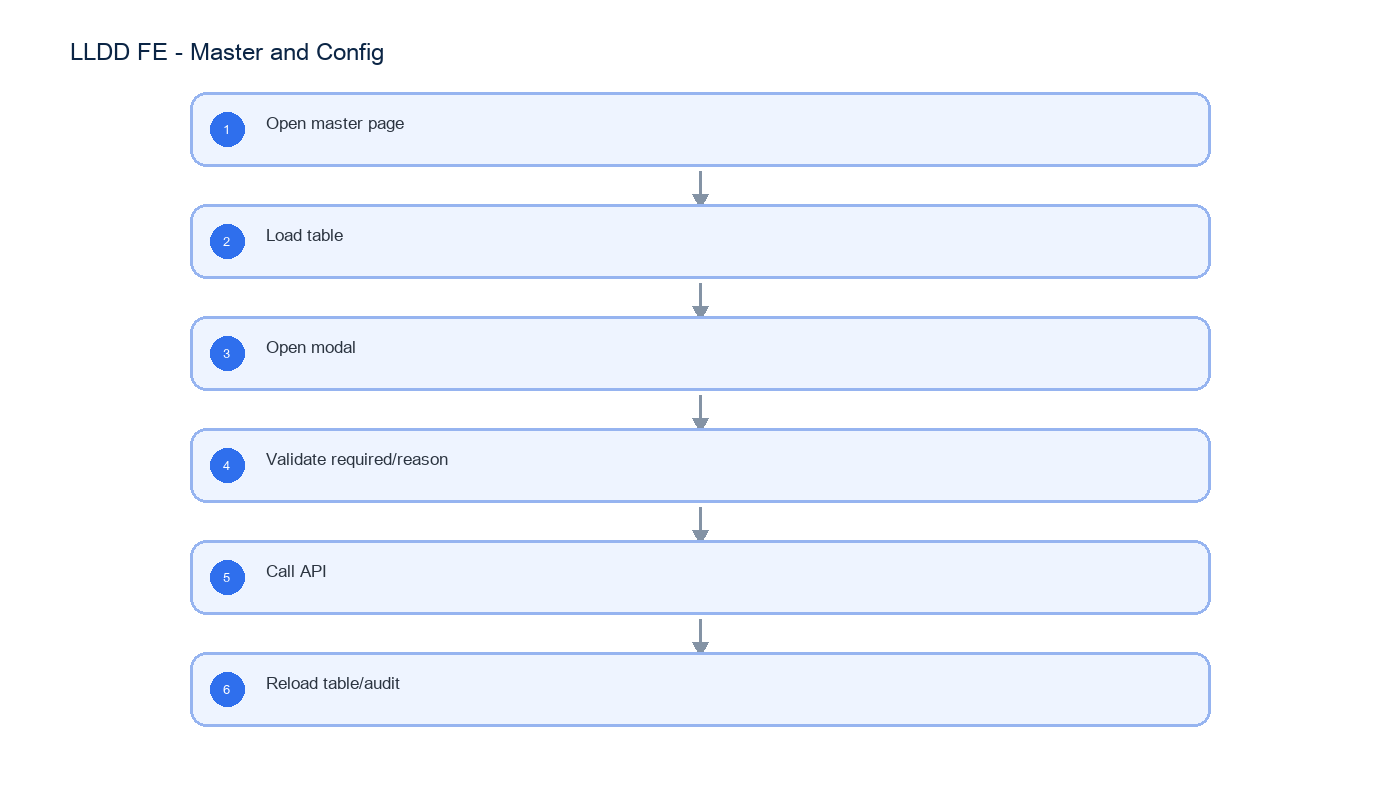 LLDD FE - Master and Config
1 Open master page
2 Load table
3 Open modal
4 Validate required/reason
5 Call API
6 Reload table/audit